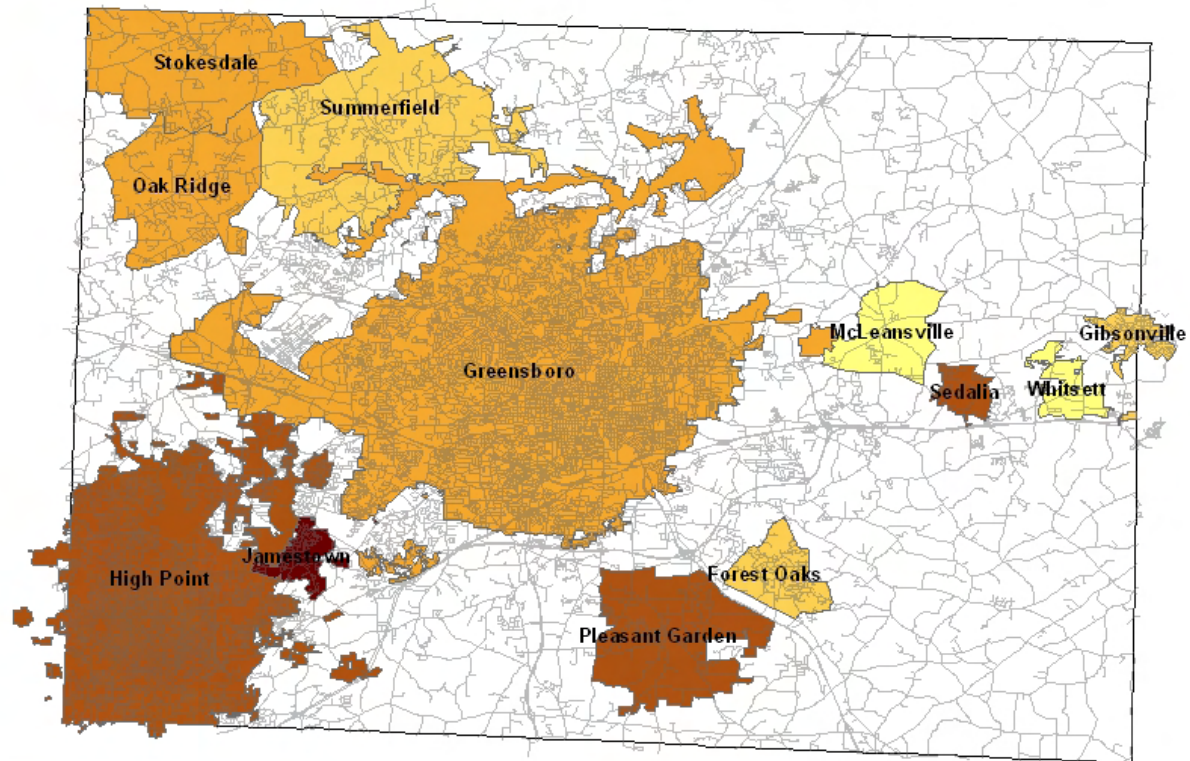 Stokesdale
Summerfield
Oak Ridge
McLeansville
Gibsonville
Greensboro
Sedalia
Whitsett
Jamestown
High Point
Forest Oaks
Pleasant Garden